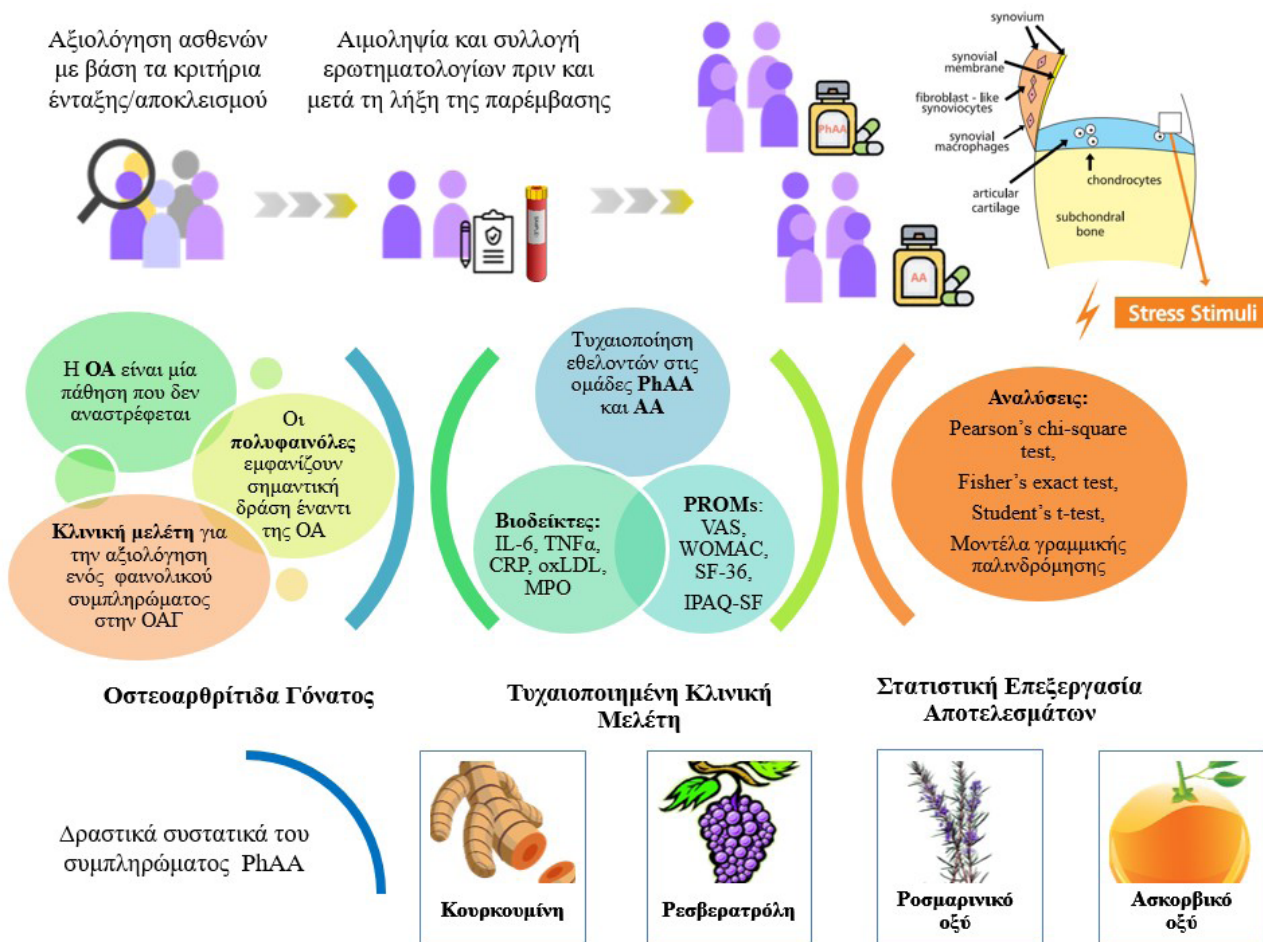 Αξιολόγηση ασθενών
με βάση τα κριτήρια
ένταξης/αποκλεισμού
Αιμοληψία και συλλογή
ερωτηματολογίων πριν και
μετά τη λήξη της παρέμβασης
PhAA
AA
synovium
synovial
membrane
fibroblast - like
synoviocytes
synovial
macrophages
articular
cartilage
chondrocytes
subchondral
bone
Stress Stimuli
Η ΟΑ είναι μία
πάθηση που δεν
αναστρέφεται
Οι
πολυφαινόλες
εμφανίζουν
σημαντική
δράση έναντι
της ΟΑ
Κλινική μελέτη για
την αξιολόγηση
ενός φαινολικού
συμπληρώματος
στην ΟΑΓ
Τυχαιοποίηση
εθελοντών στις
ομάδες PhAA
και AA
Βιοδείκτες:
IL-6, TNFα,
CRP, oxLDL,
MPO
PROMs:
VAS,
WOMAC,
SF-36,
IPAQ-SF
Αναλύσεις:
Pearson’s chi-square
test,
Fisher’s exact test,
Student’s t-test,
Μοντέλα γραμμικής
παλινδρόμησης
Οστεοαρθρίτιδα Γόνατος
Τυχαιοποιημένη Κλινική
Μελέτη
Στατιστική Επεξεργασία
Αποτελεσμάτων
Δραστικά συστατικά του
συμπληρώματος PhAA
Κουρκουμίνη
Ρεσβερατρόλη
Ροσμαρινικό
οξύ
Ασκορβικό
οξύ